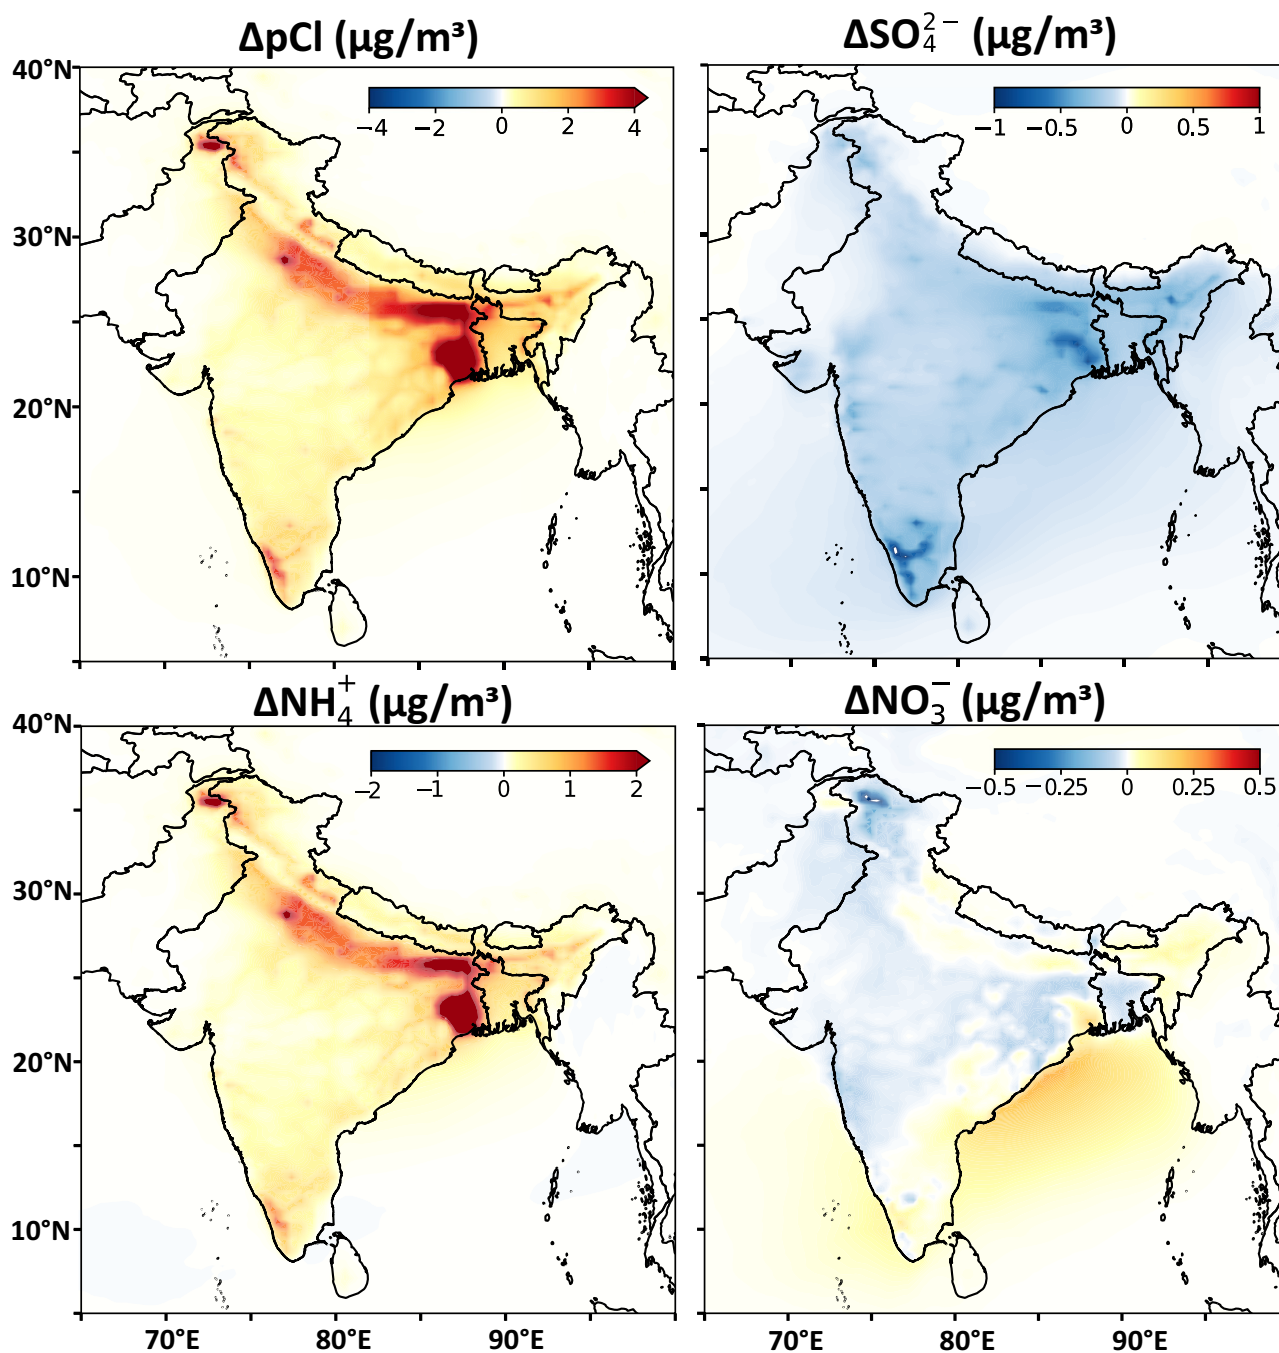 ΔpCl (µg/m³)
ΔSO₄²⁻ (µg/m³)
40°N
30°N
20°N
10°N
−4 −2 0 2 4
−1 −0.5 0 0.5 1
ΔNH₄⁺ (µg/m³)
ΔNO₃⁻ (µg/m³)
40°N
30°N
20°N
10°N
−2 −1 0 1 2
−0.5 −0.25 0 0.25 0.5
70°E 80°E 90°E
70°E 80°E 90°E